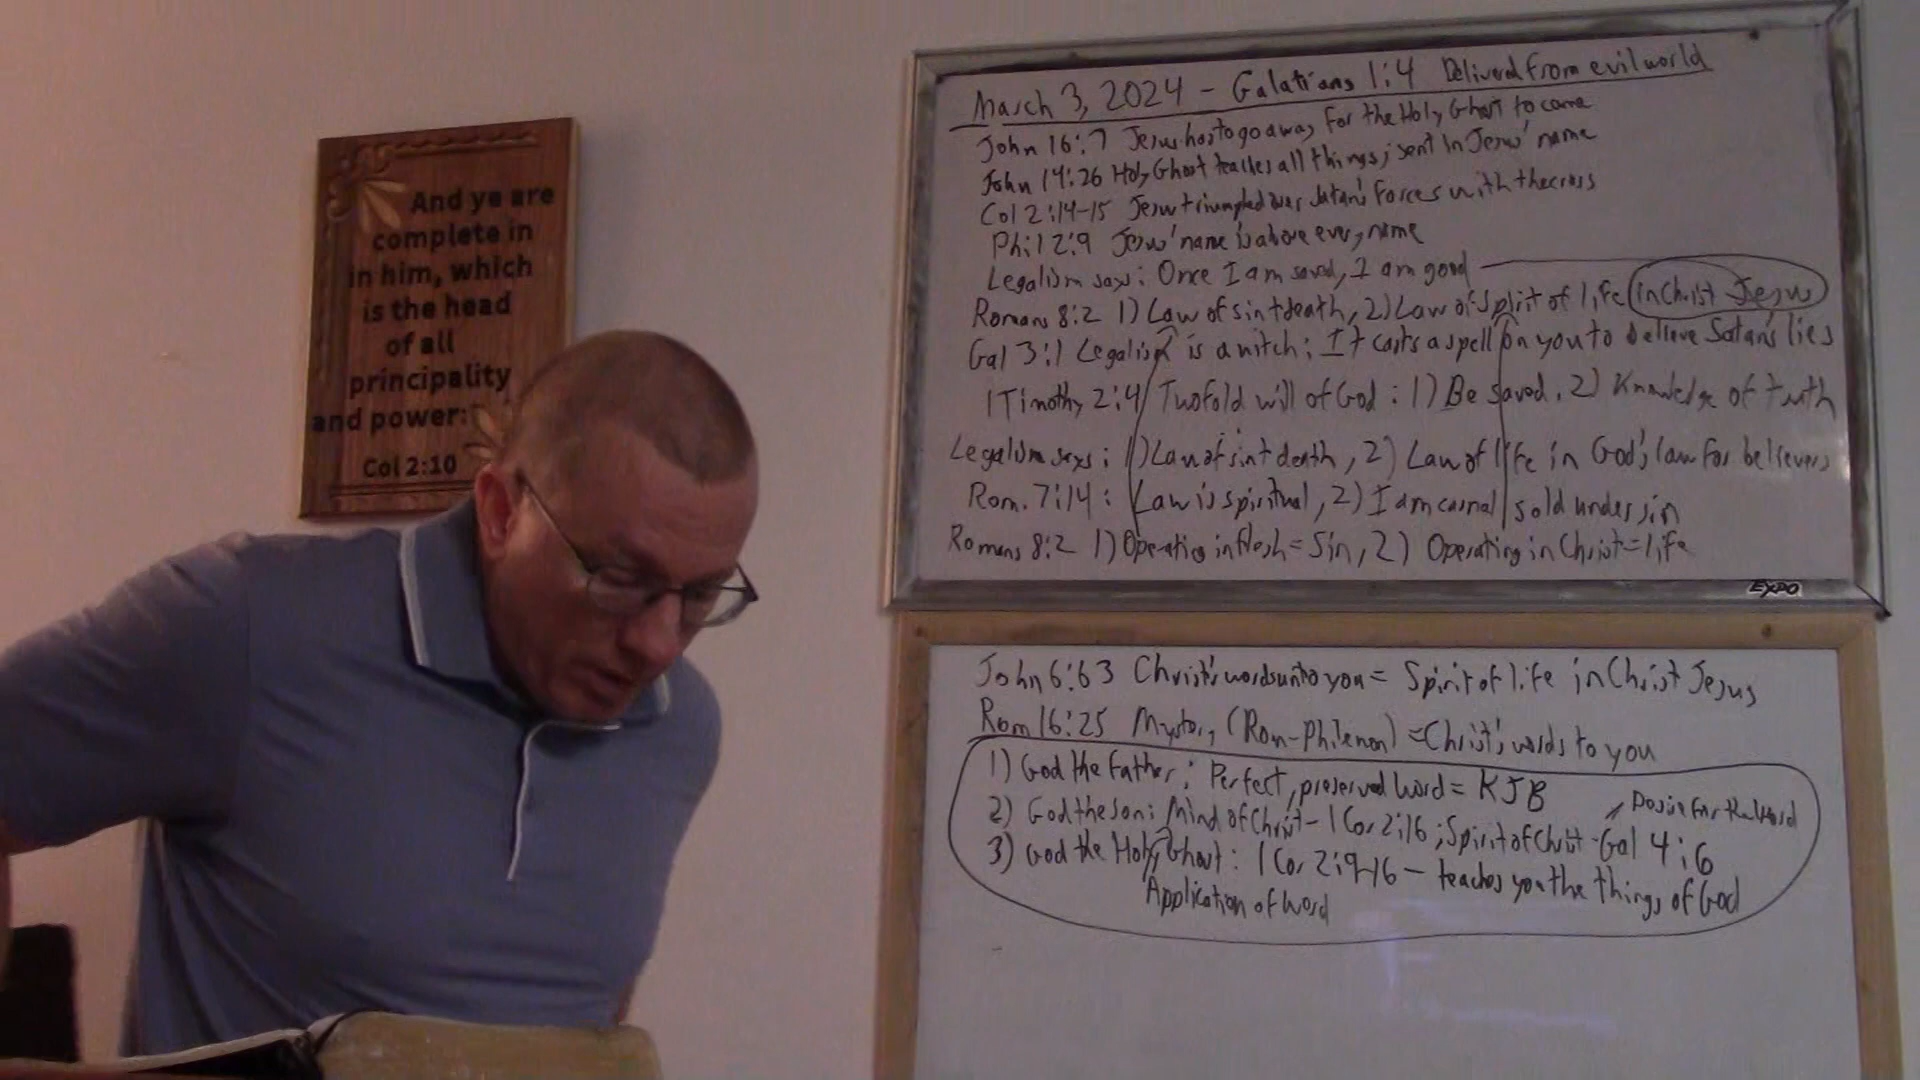 And ye are
complete in
in him, which
is the head
of all
principality
and power:
Col 2:10
March 3, 2024 - Galatians 1:4 Delivered from evil world
John 16:7 Jesus has to go away for the Holy Ghost to come
John 14:26 Holy Ghost teaches all things; sent in Jesus' name
Col 2:14-15 Jesus triumphed over Satan's forces with the cross
Phil 2:9 Jesus' name is above every name
Legalism says: Once I am saved, I am good
Romans 8:2 1) Law of sin + death, 2) Law of Spirit of life in Christ Jesus
Gal 3:1 Legalism is a witch: It casts a spell on you to believe Satan's lies
1 Timothy 2:4 Twofold will of God: 1) Be saved, 2) Knowledge of truth
Legalism says: 1) Law of sin + death, 2) Law of life in God's law for believers
Rom. 7:14: Law is spiritual, 2) I am carnal sold under sin
Romans 8:2 1) Operating in flesh = Sin, 2) Operating in Christ = life
EXPO
John 6:63 Christ's words unto you = Spirit of life in Christ Jesus
Rom 16:25 Mystery (Rom-Philemon) = Christ's words to you
1) God the Father: Perfect, preserved word = KJB
Desire for the Word
2) God the Son: Mind of Christ - 1 Cor 2:16; Spirit of Christ - Gal 4:6
3) God the Holy Ghost: 1 Cor 2:9-16 - teaches you the things of God
Application of Word